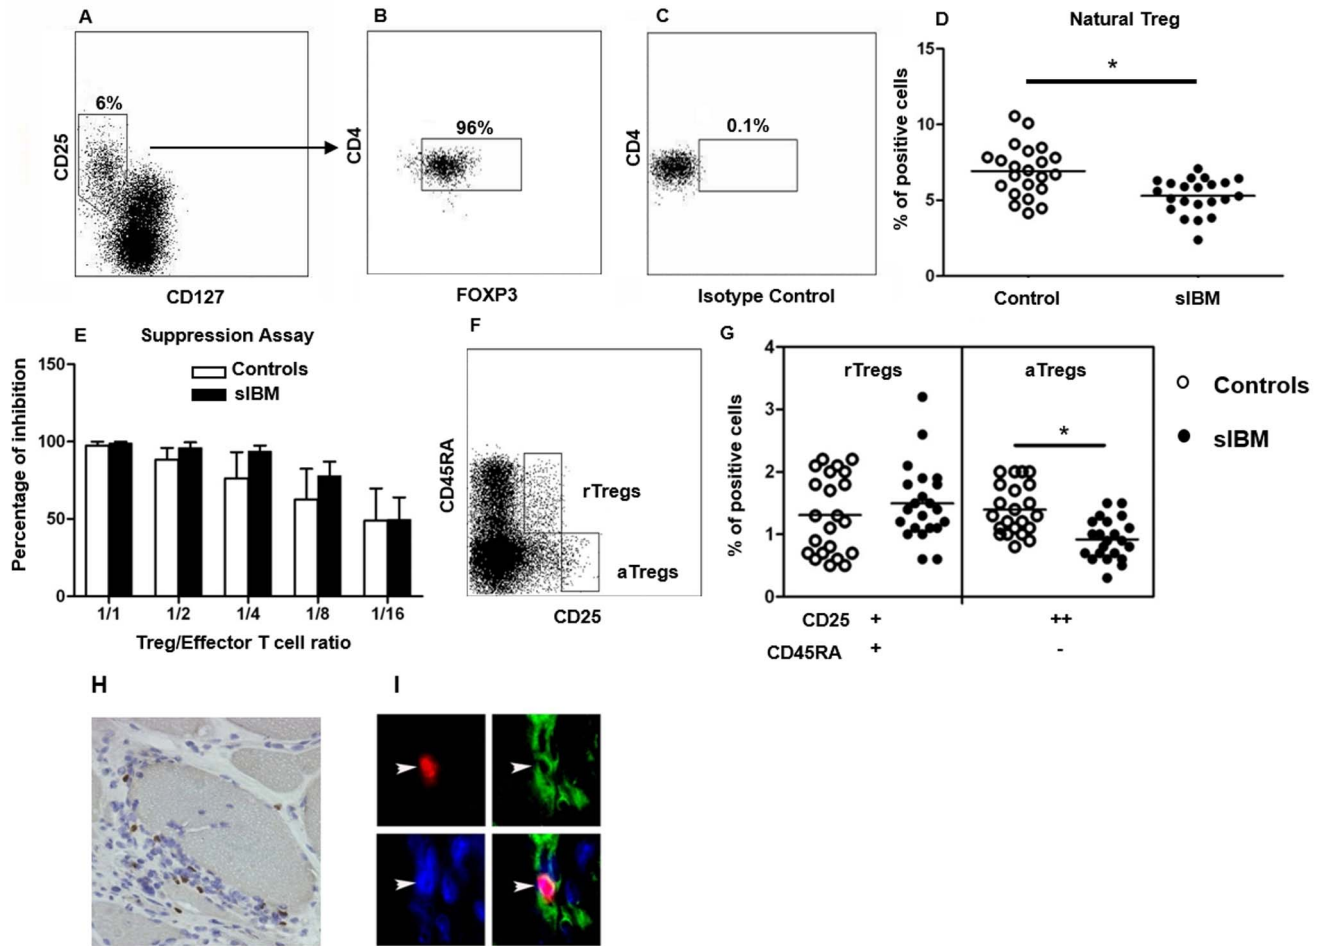 A
6%
CD25
CD127
B
96%
CD4
FOXP3
C
0.1%
CD4
Isotype Control
D
Natural Treg
*
15
10
5
0
% of positive cells
Control
sIBM
E
Suppression Assay
Controls
sIBM
150
100
50
0
Percentage of inhibition
1/1
1/2
1/4
1/8
1/16
Treg/Effector T cell ratio
F
CD45RA
rTregs
aTregs
CD25
G
rTregs
aTregs
*
4
3
2
1
0
% of positive cells
CD25 + ++
CD45RA + -
Controls
sIBM
H
I